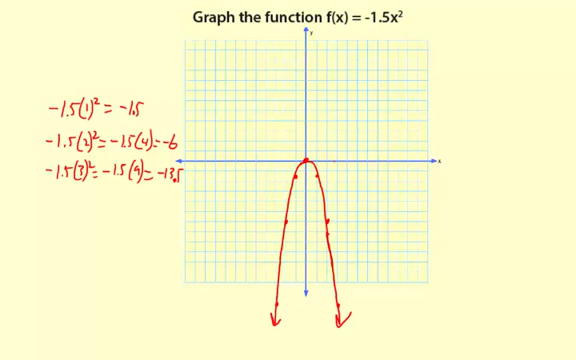 Graph the function f(x) = -1.5x²
y
-1.5(1)² = -1.5
-1.5(2)² = -1.5(4) = -6
x
-1.5(3)² = -1.5(9) = -13.5